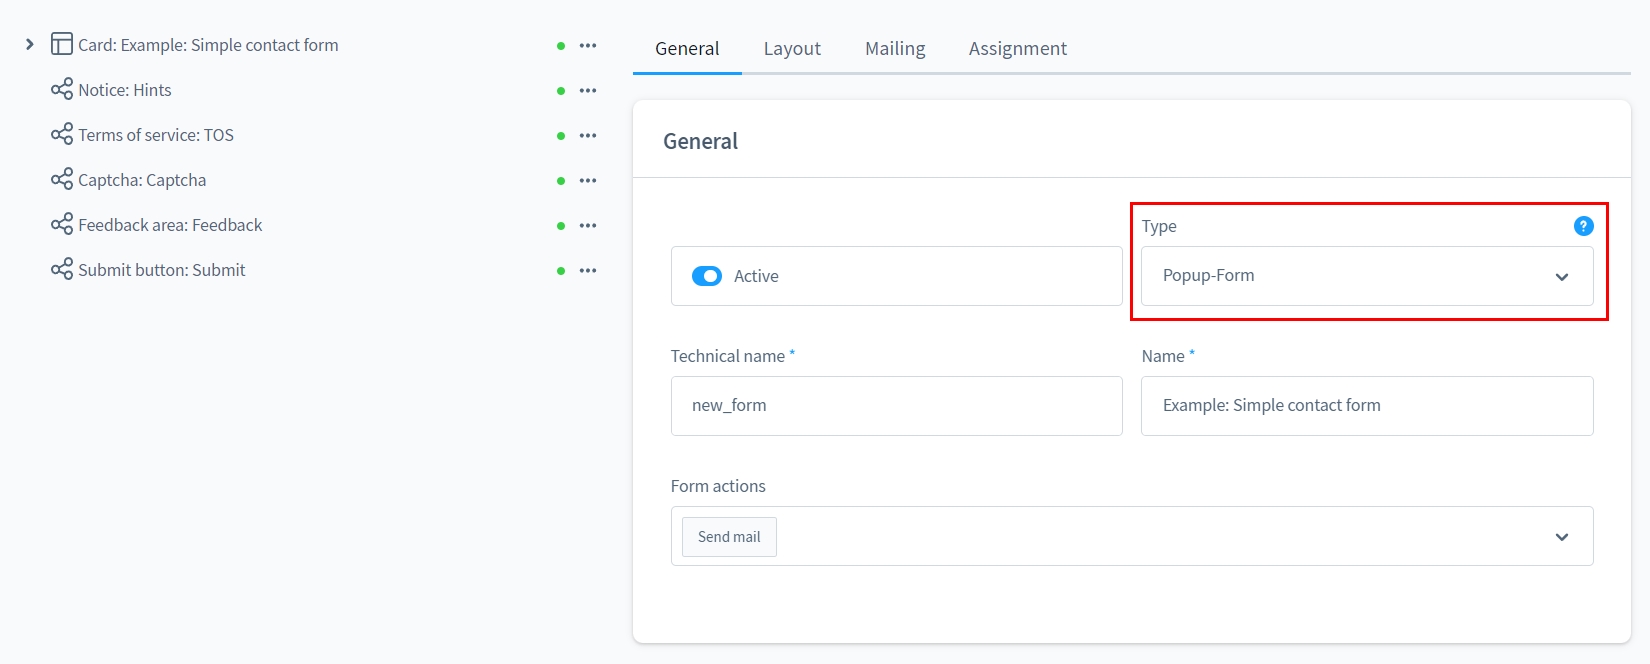 Card: Example: Simple contact form
Notice: Hints
Terms of service: TOS
Captcha: Captcha
Feedback area: Feedback
Submit button: Submit
General Layout Mailing Assignment
General
Type ?
Active Popup-Form
Technical name * Name *
new_form Example: Simple contact form
Form actions
Send mail